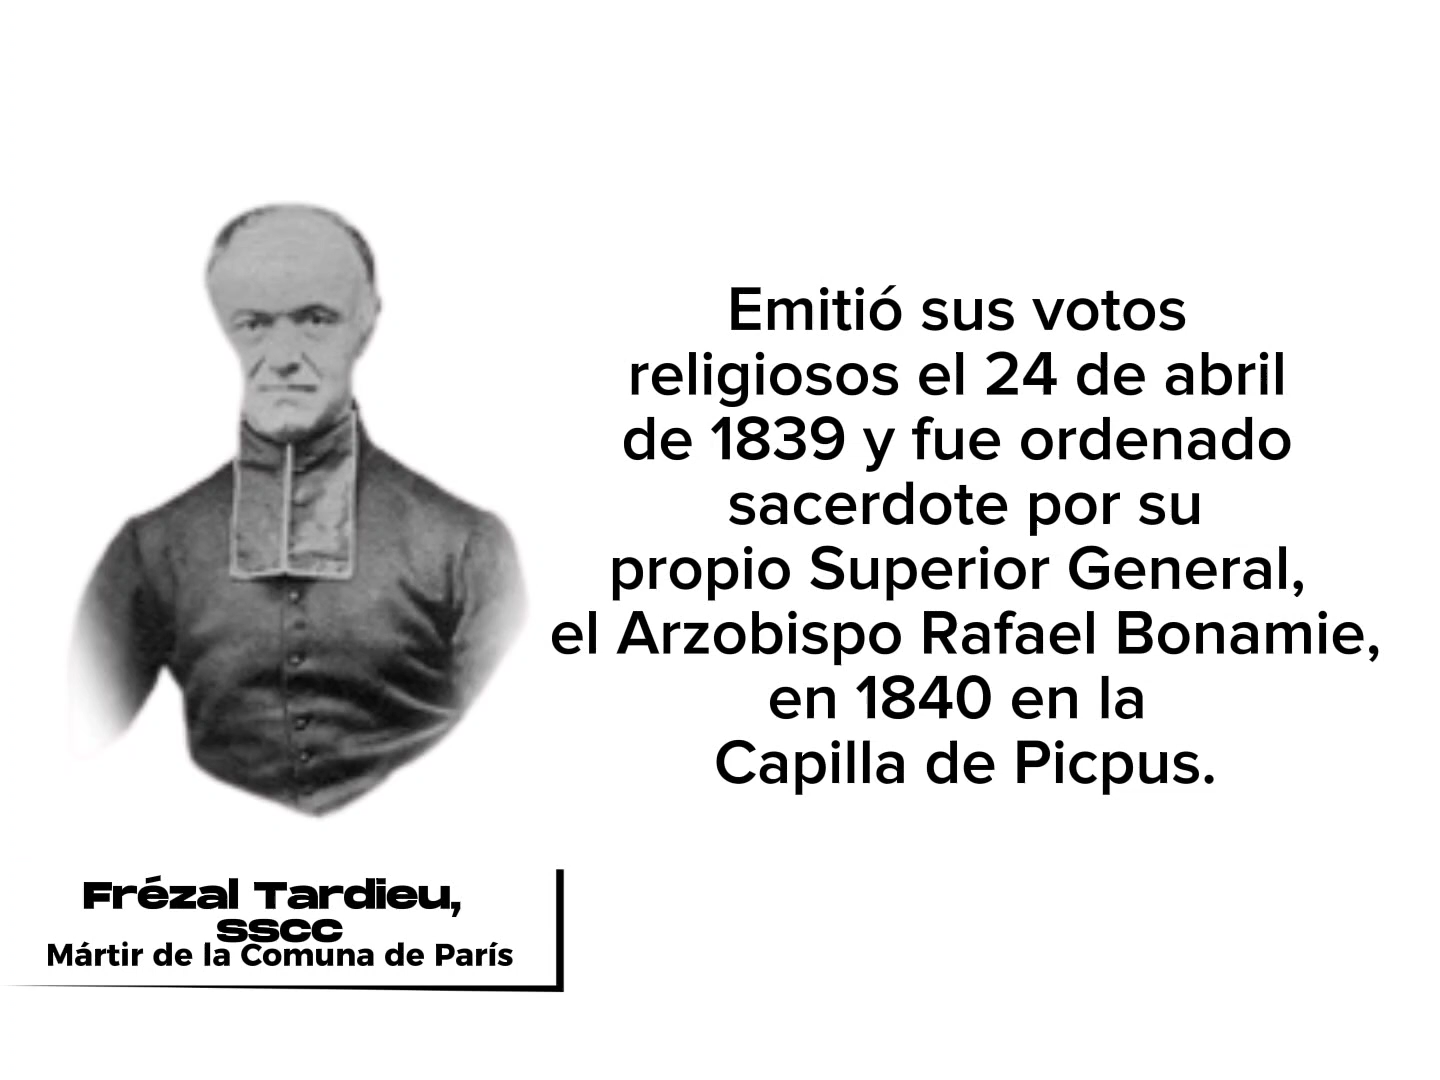 Emitió sus votos
religiosos el 24 de abril
de 1839 y fue ordenado
sacerdote por su
propio Superior General,
el Arzobispo Rafael Bonamie,
en 1840 en la
Capilla de Picpus.
Frézal Tardieu,
SSCC
Mártir de la Comuna de París